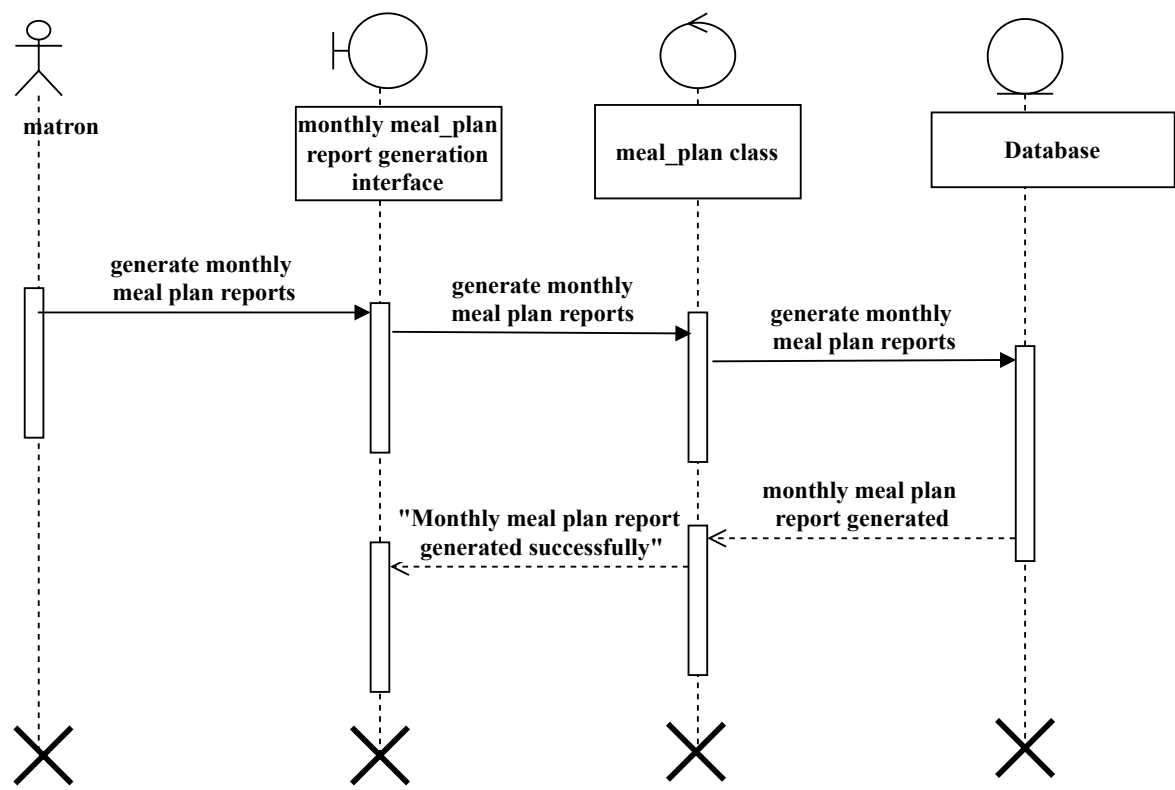 matron
monthly meal_plan
report generation
interface
meal_plan class
Database
generate monthly
meal plan reports
generate monthly
meal plan reports
generate monthly
meal plan reports
monthly meal plan
report generated
"Monthly meal plan report
generated successfully"